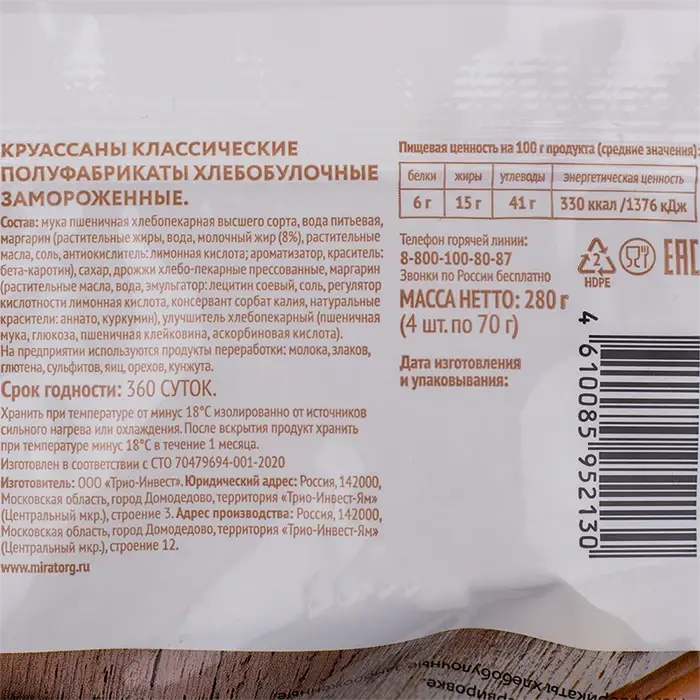 КРУАССАНЫ КЛАССИЧЕСКИЕ
ПОЛУФАБРИКАТЫ ХЛЕБОБУЛОЧНЫЕ
ЗАМОРОЖЕННЫЕ.
Состав: мука пшеничная хлебопекарная высшего сорта, вода питьевая,
маргарин (растительные жиры, вода, молочный жир (8%), растительные
масла, соль, антиокислитель: лимонная кислота; ароматизатор, краситель:
бета-каротин), сахар, дрожжи хлебо-пекарные прессованные, маргарин
(растительные масла, вода, эмульгатор: лецитин соевый, соль, регулятор
кислотности лимонная кислота, консервант сорбат калия, натуральные
красители: аннато, куркумин), улучшитель хлебопекарный (пшеничная
мука, глюкоза, пшеничная клейковина, аскорбиновая кислота).
На предприятии используются продукты переработки: молока, злаков,
глютена, сульфитов, яиц, орехов, кунжута.
Срок годности: 360 СУТОК.
Хранить при температуре от минус 18°С изолированно от источников
сильного нагрева или охлаждения. После вскрытия продукт хранить
при температуре минус 18°С в течение 1 месяца.
Изготовлен в соответствии с СТО 70479694-001-2020
Изготовитель: ООО «Трио-Инвест». Юридический адрес: Россия, 142000,
Московская область, город Домодедово, территория «Трио-Инвест-Ям»
(Центральный мкр.), строение 3. Адрес производства: Россия, 142000,
Московская область, город Домодедово, территория «Трио-Инвест-Ям»
(Центральный мкр.), строение 12.
www.miratorg.ru
Пищевая ценность на 100 г продукта (средние значения):
белки жиры углеводы энергетическая ценность
6 г 15 г 41 г 330 ккал /1376 кДж
Телефон горячей линии:
8-800-100-80-87
Звонки по России бесплатно
МАССА НЕТТО: 280 г
(4 шт. по 70 г)
Дата изготовления
и упаковывания:
2
HDPE
EAC
4 610085 952130